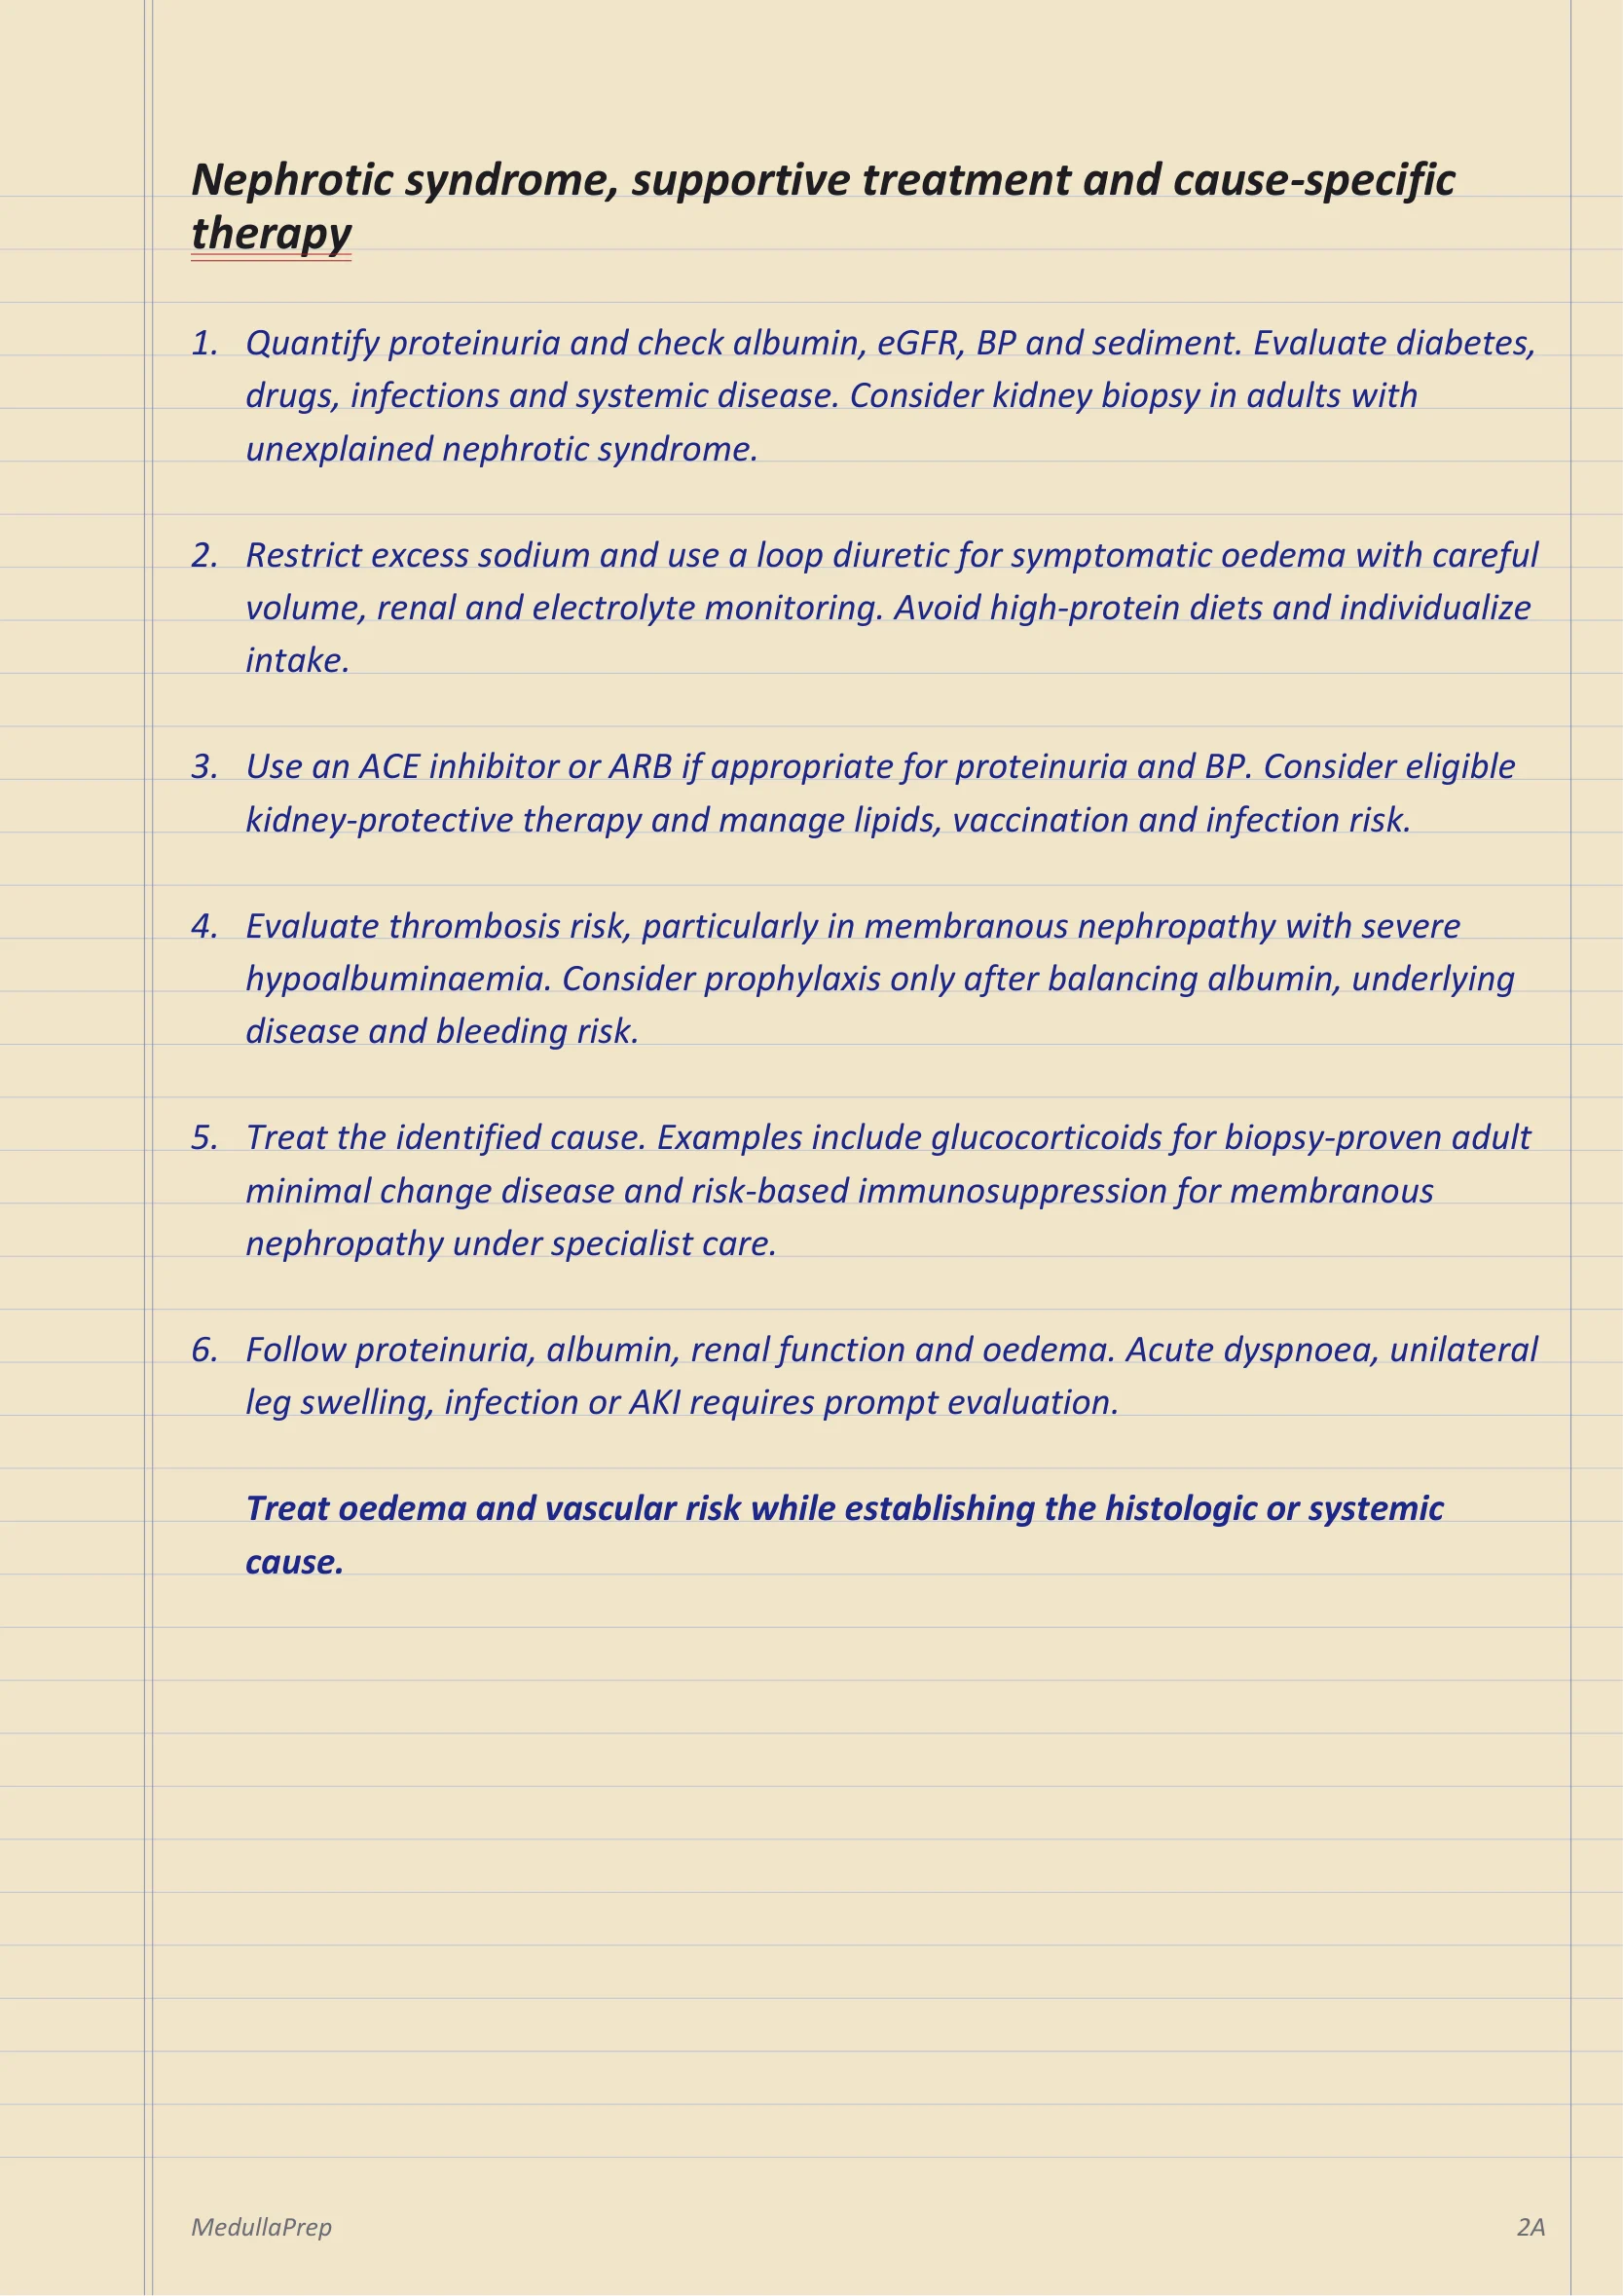 Nephrotic syndrome, supportive treatment and cause-specific
therapy
1. Quantify proteinuria and check albumin, eGFR, BP and sediment. Evaluate diabetes,
drugs, infections and systemic disease. Consider kidney biopsy in adults with
unexplained nephrotic syndrome.
2. Restrict excess sodium and use a loop diuretic for symptomatic oedema with careful
volume, renal and electrolyte monitoring. Avoid high-protein diets and individualize
intake.
3. Use an ACE inhibitor or ARB if appropriate for proteinuria and BP. Consider eligible
kidney-protective therapy and manage lipids, vaccination and infection risk.
4. Evaluate thrombosis risk, particularly in membranous nephropathy with severe
hypoalbuminaemia. Consider prophylaxis only after balancing albumin, underlying
disease and bleeding risk.
5. Treat the identified cause. Examples include glucocorticoids for biopsy-proven adult
minimal change disease and risk-based immunosuppression for membranous
nephropathy under specialist care.
6. Follow proteinuria, albumin, renal function and oedema. Acute dyspnoea, unilateral
leg swelling, infection or AKI requires prompt evaluation.
Treat oedema and vascular risk while establishing the histologic or systemic
cause.
MedullaPrep
2A